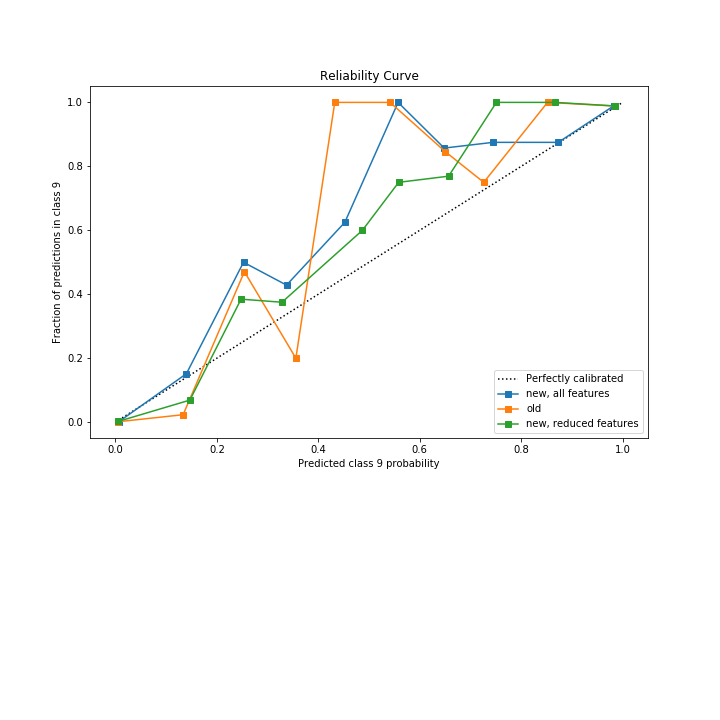 Reliability Curve
Fraction of predictions in class 9
1.0
0.8
0.6
0.4
0.2
0.0
0.0 0.2 0.4 0.6 0.8 1.0
Predicted class 9 probability
Perfectly calibrated
new, all features
old
new, reduced features